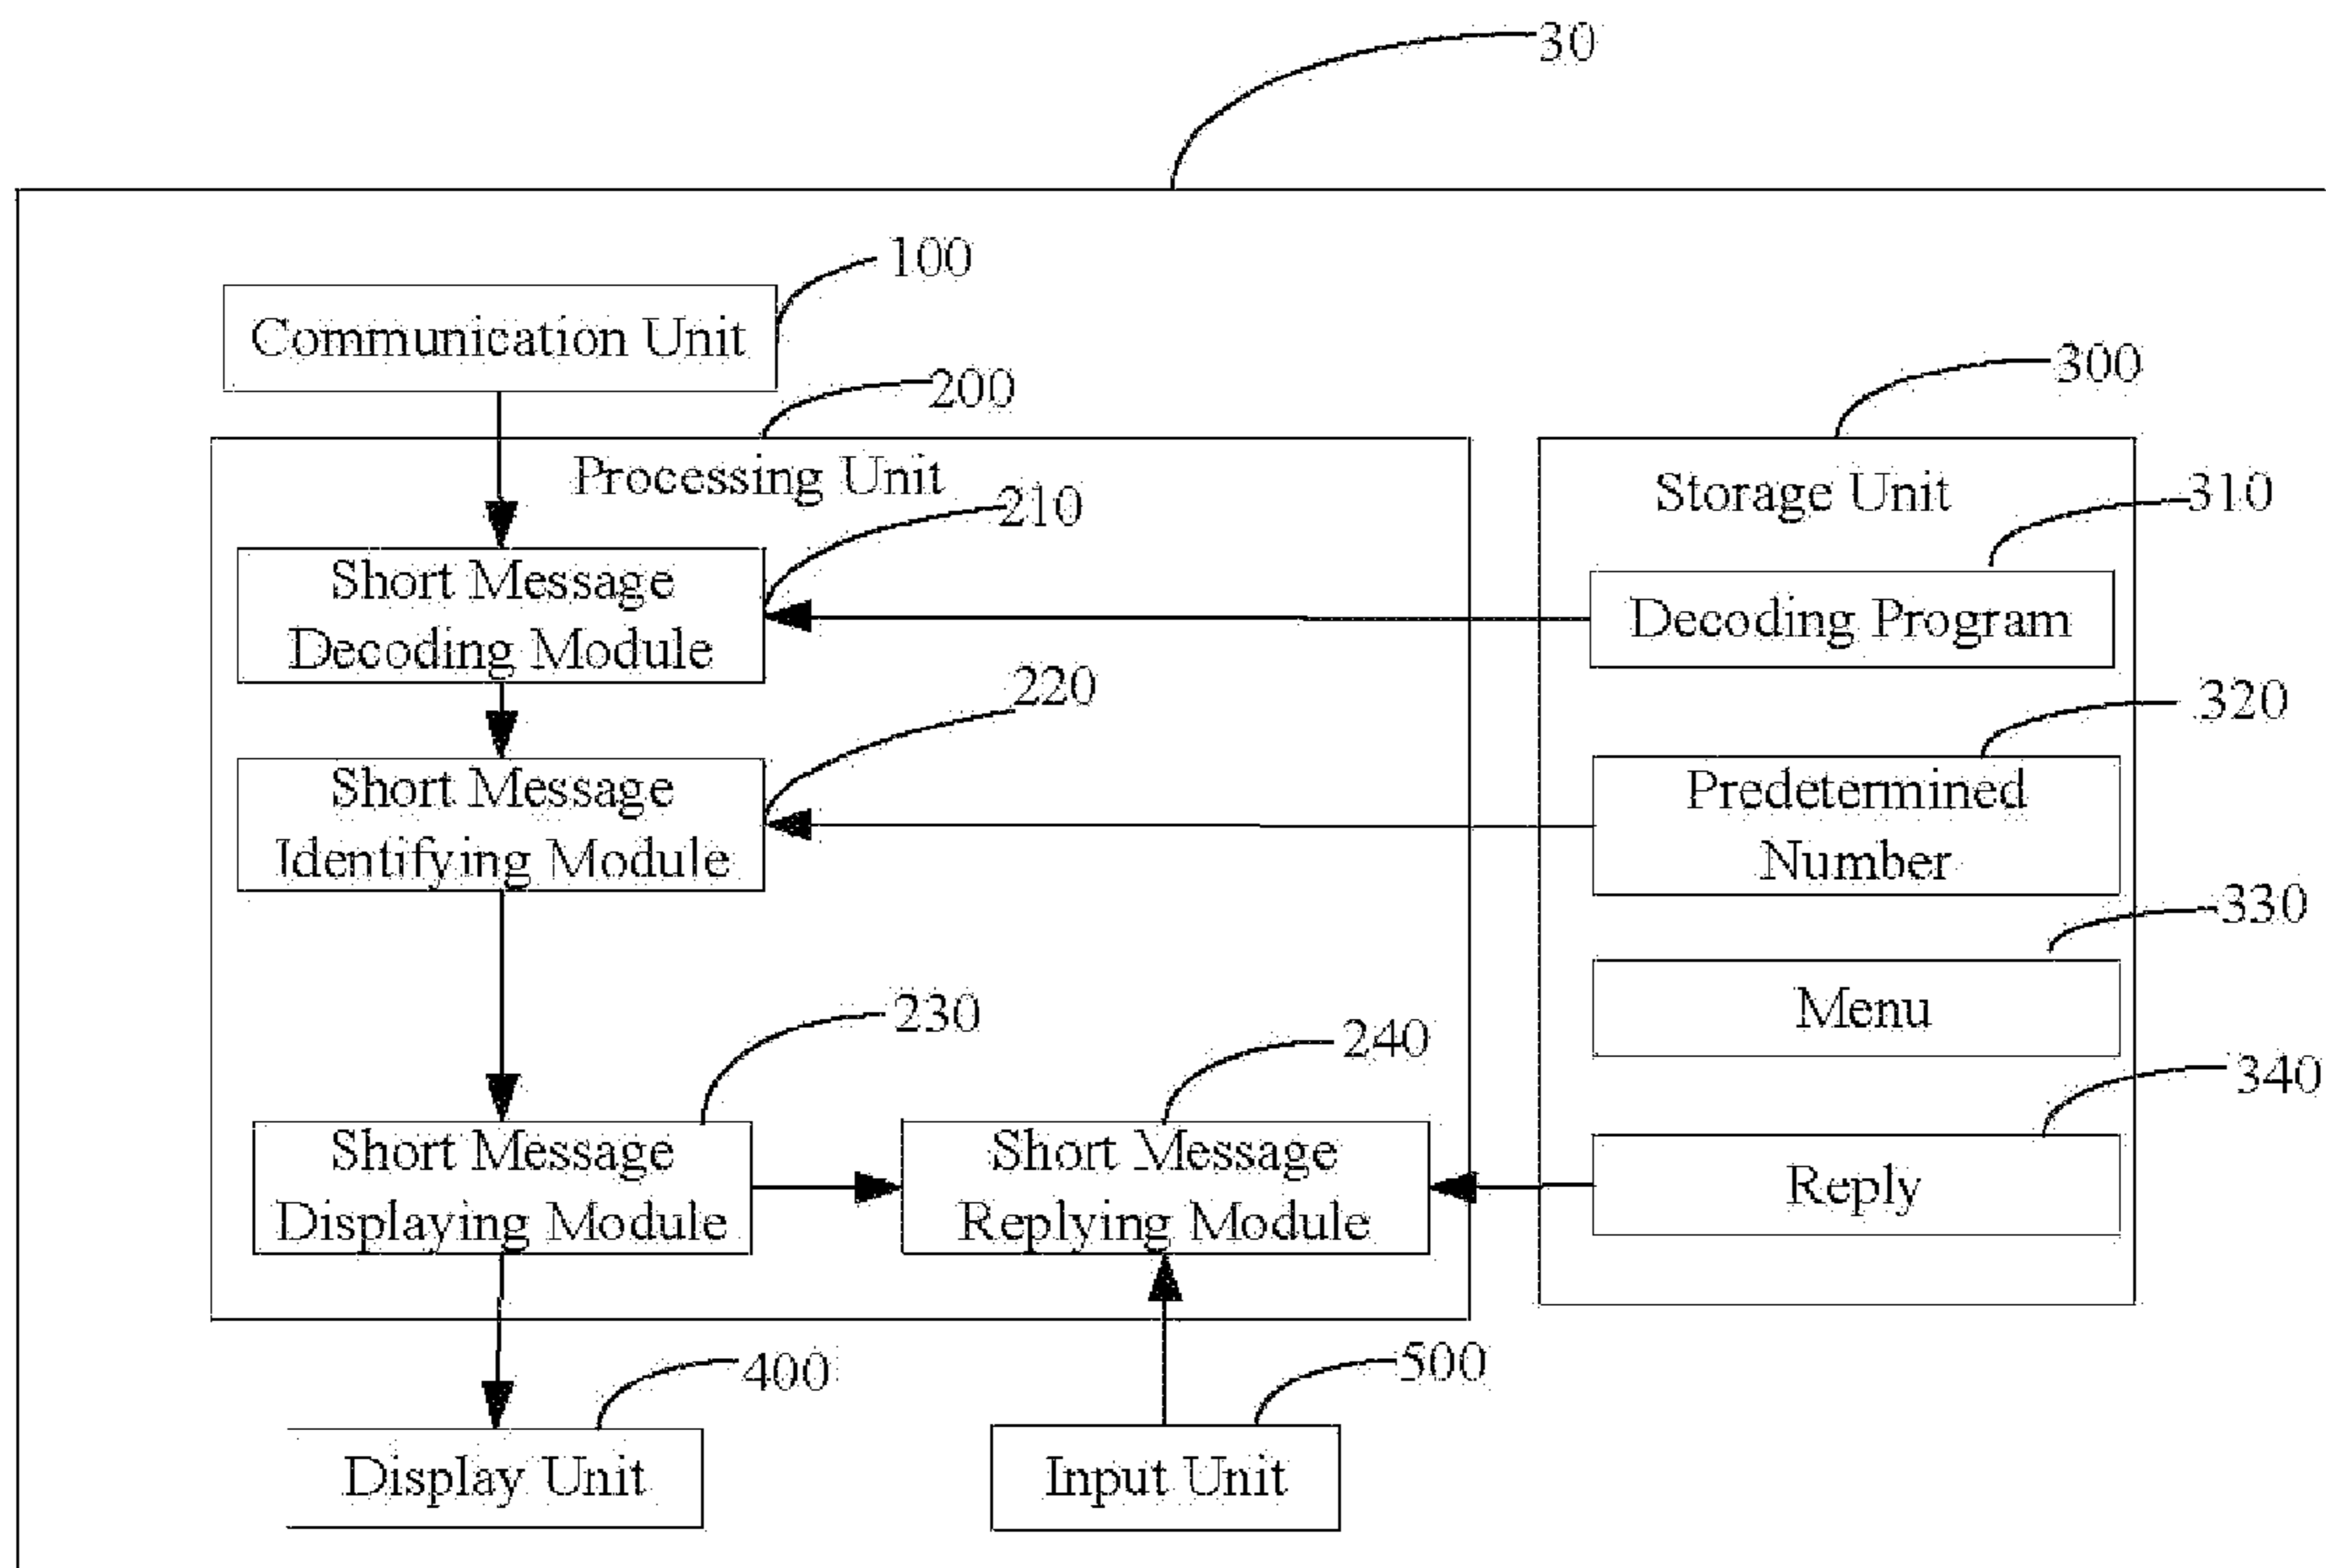 30
100
Communication Unit
200
300
Processing Unit
Storage Unit
210
310
Short Message
Decoding Module
Decoding Program
220
320
Short Message
Identifying Module
Predetermined
Number
330
Menu
230
240
340
Short Message
Displaying Module
Short Message
Replying Module
Reply
400
500
Display Unit
Input Unit